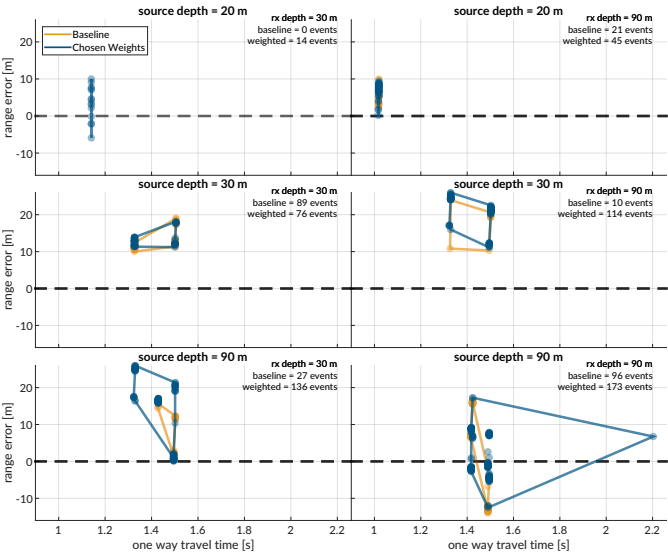 source depth = 20 m
source depth = 20 m
rx depth = 30 m
baseline = 0 events
weighted = 14 events
rx depth = 90 m
baseline = 21 events
weighted = 45 events
Baseline
Chosen Weights
range error [m]
20
10
0
-10
source depth = 30 m
source depth = 30 m
rx depth = 30 m
baseline = 89 events
weighted = 76 events
rx depth = 90 m
baseline = 10 events
weighted = 114 events
range error [m]
20
10
0
-10
source depth = 90 m
source depth = 90 m
rx depth = 30 m
baseline = 27 events
weighted = 136 events
rx depth = 90 m
baseline = 96 events
weighted = 173 events
range error [m]
20
10
0
-10
1 1.2 1.4 1.6 1.8 2 2.2
1 1.2 1.4 1.6 1.8 2 2.2
one way travel time [s]
one way travel time [s]